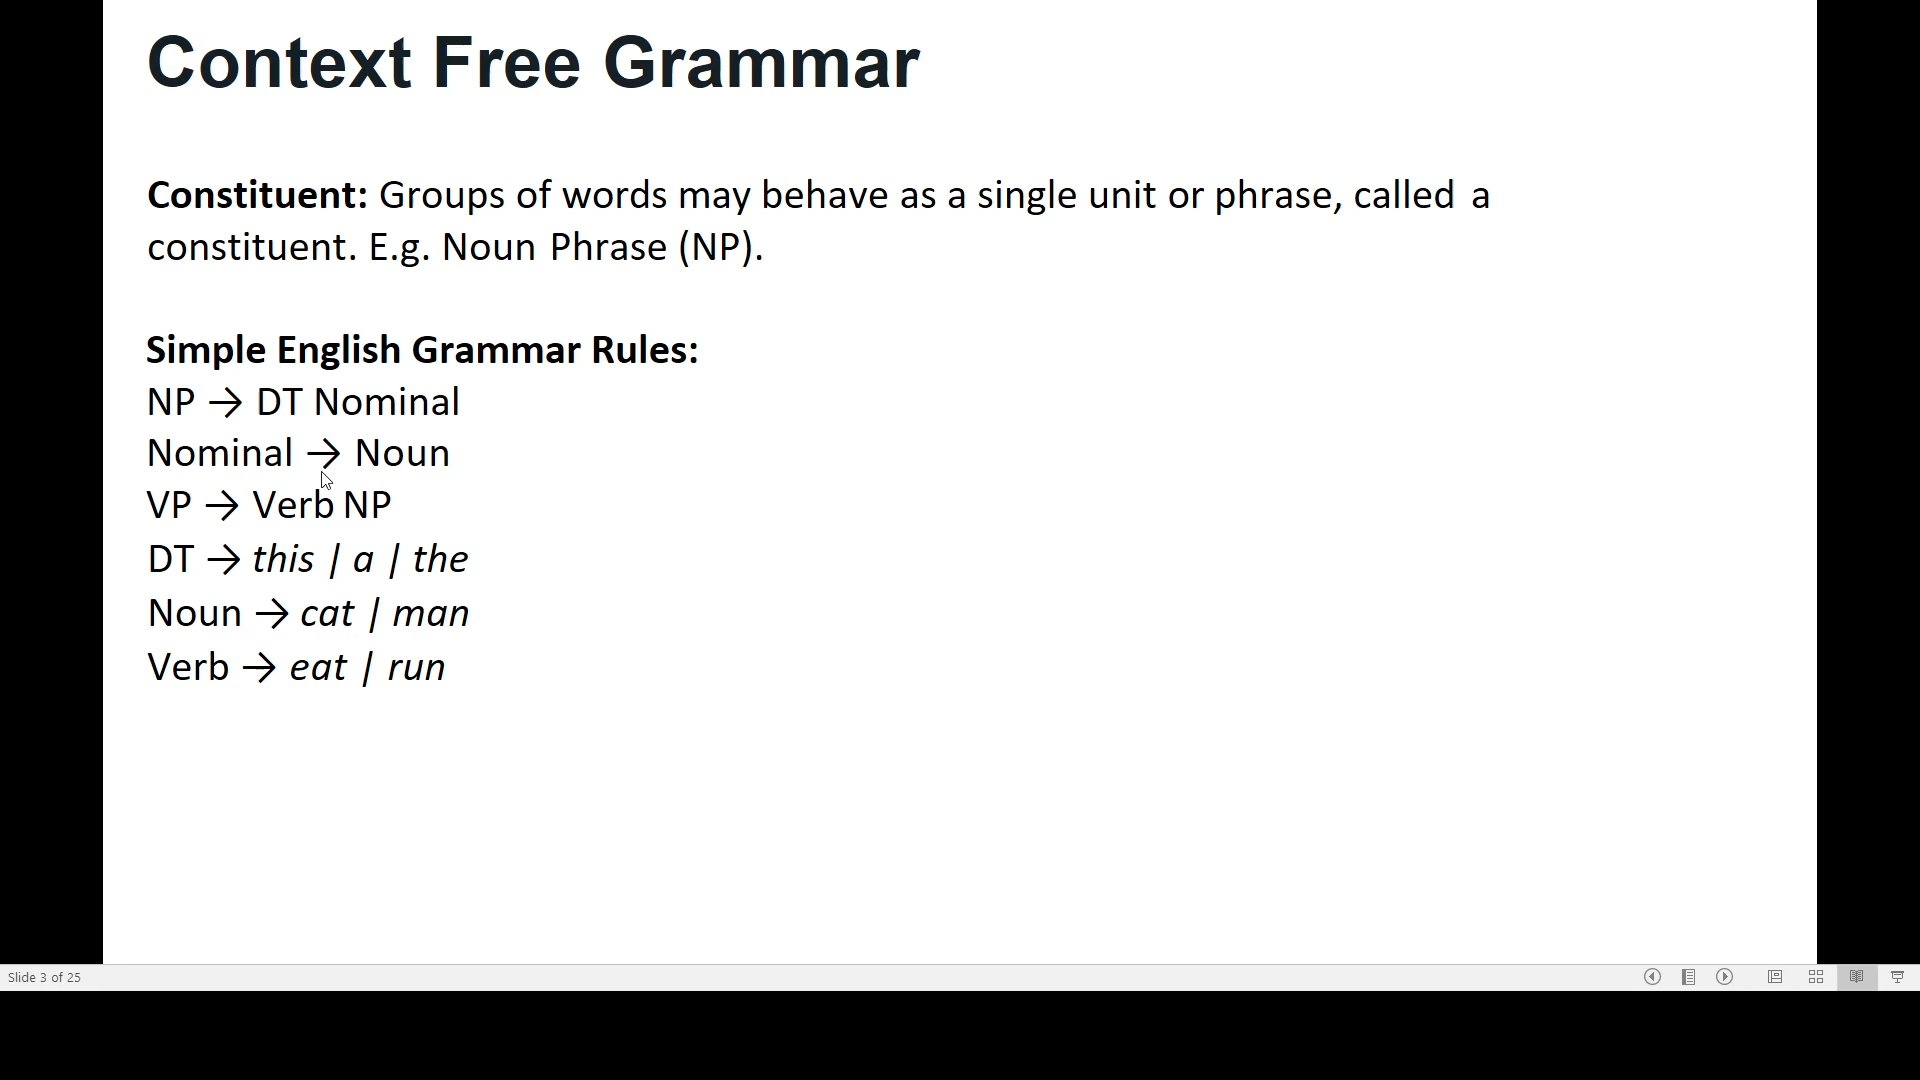 Context Free Grammar
Constituent: Groups of words may behave as a single unit or phrase, called a
constituent. E.g. Noun Phrase (NP).
Simple English Grammar Rules:
NP → DT Nominal
Nominal → Noun
VP → Verb NP
DT → this | a | the
Noun → cat | man
Verb → eat | run
Slide 3 of 25